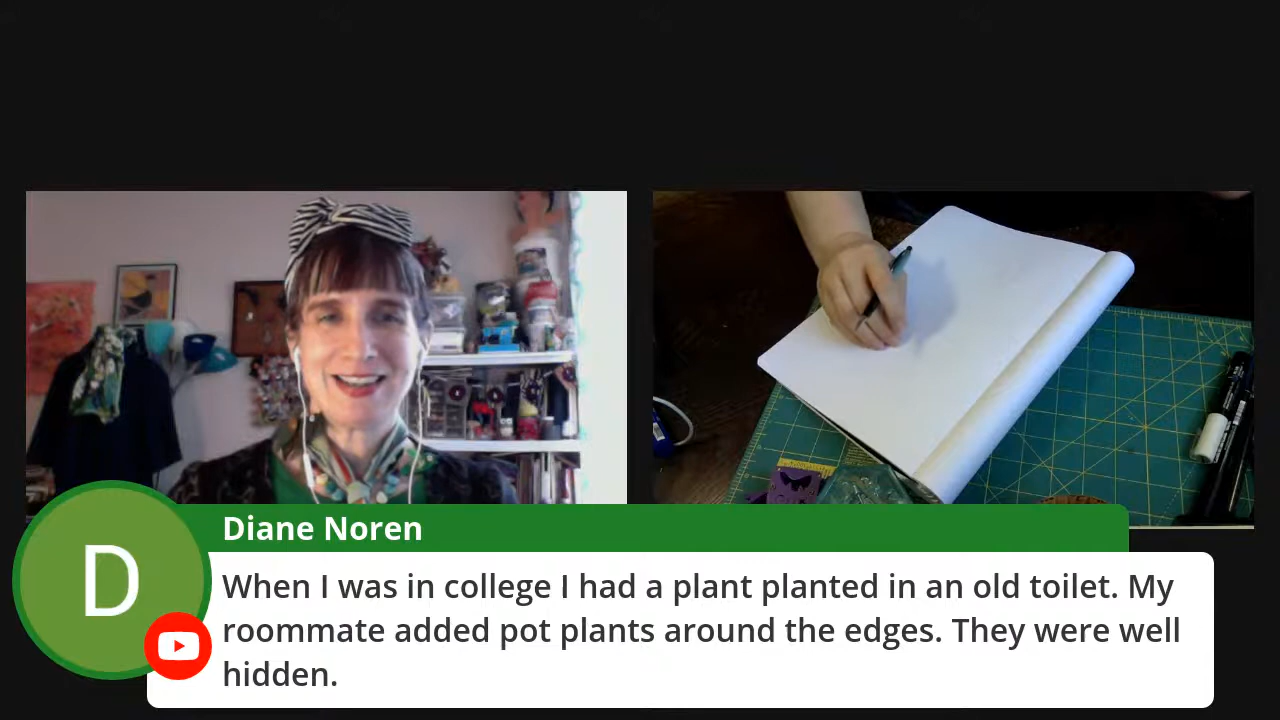 Diane Noren
D
When I was in college I had a plant planted in an old toilet. My
roommate added pot plants around the edges. They were well
hidden.